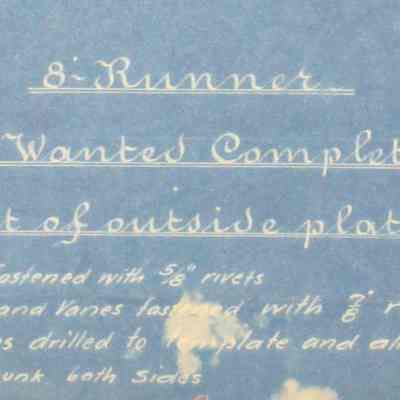 8- Runner
Wanted Complet
t of outside plat
fastened with 5/8" rivets
and Vanes fastened with 7/8" r
s drilled to template and al
unk both Sides